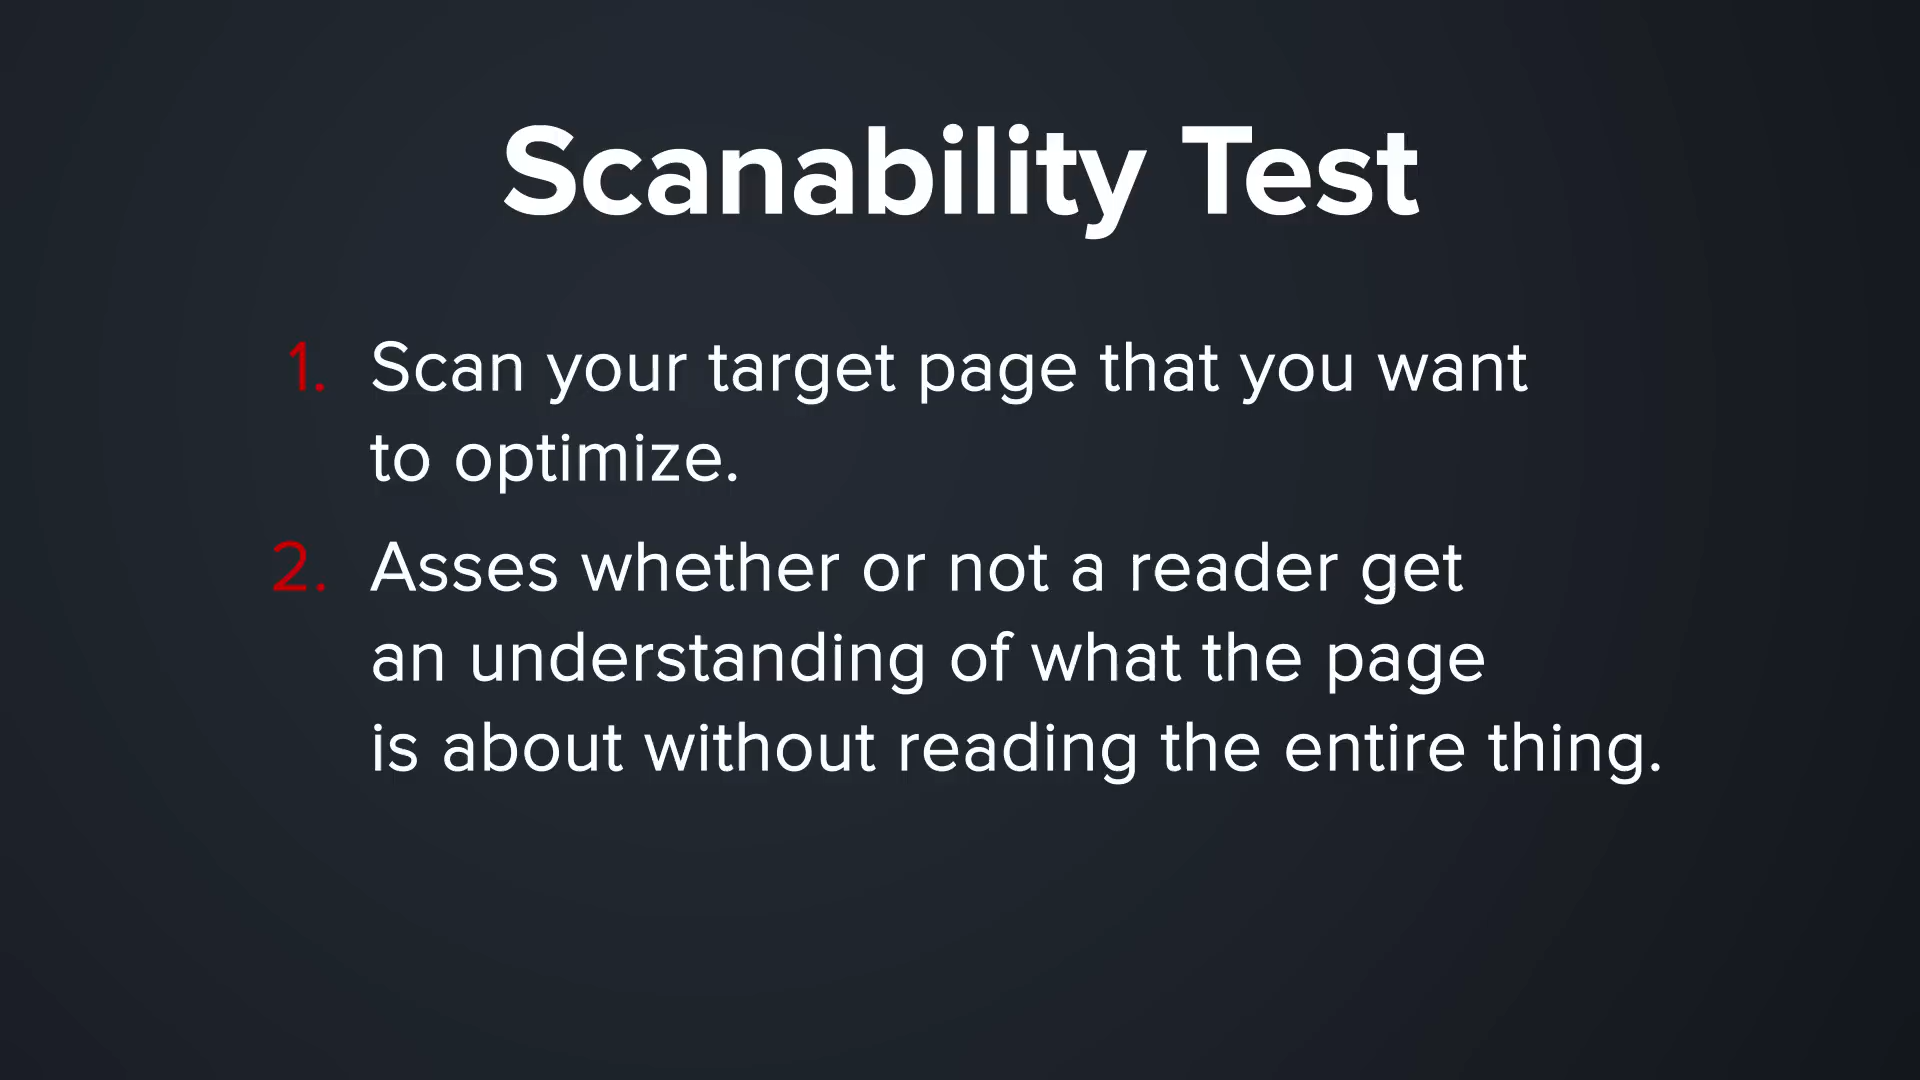 Scanability Test
1. Scan your target page that you want
to optimize.
2. Asses whether or not a reader get
an understanding of what the page
is about without reading the entire thing.